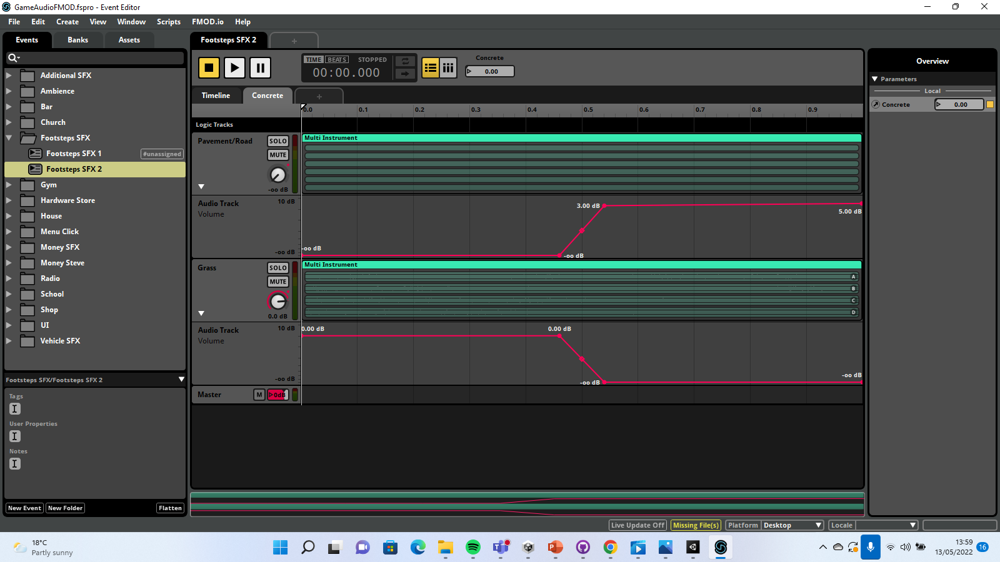 GameAudioFMOD.fspro - Event Editor
File Edit Create View Window Scripts FMOD.io Help
Events Banks Assets
Additional SFX
Ambience
Bar
Church
Footsteps SFX
Footsteps SFX 1 #unassigned
Footsteps SFX 2
Gym
Hardware Store
House
Menu Click
Money SFX
Money Steve
Radio
School
Shop
UI
Vehicle SFX
Footsteps SFX/Footsteps SFX 2
Tags
User Properties
Notes
New Event New Folder Flatten
Footsteps SFX 2 +
TIME BEATS STOPPED
00:00.000
Concrete
0.00
Timeline Concrete +
0.0 0.1 0.2 0.3 0.4 0.5 0.6 0.7 0.8 0.9
Logic Tracks
Pavement/Road SOLO
MUTE
-oo dB
Multi Instrument
Audio Track 10 dB
Volume
-oo dB
-oo dB
-oo dB
3.00 dB
5.00 dB
Grass SOLO
MUTE
0.0 dB
Multi Instrument
A
B
C
D
Audio Track 10 dB
Volume
-oo dB
0.00 dB
0.00 dB
-oo dB
-oo dB
Master M 0dB
Overview
Parameters
Local
Concrete 0.00
Live Update Off Missing File(s) Platform Desktop Locale
18°C
Partly sunny
13:59
13/05/2022
16